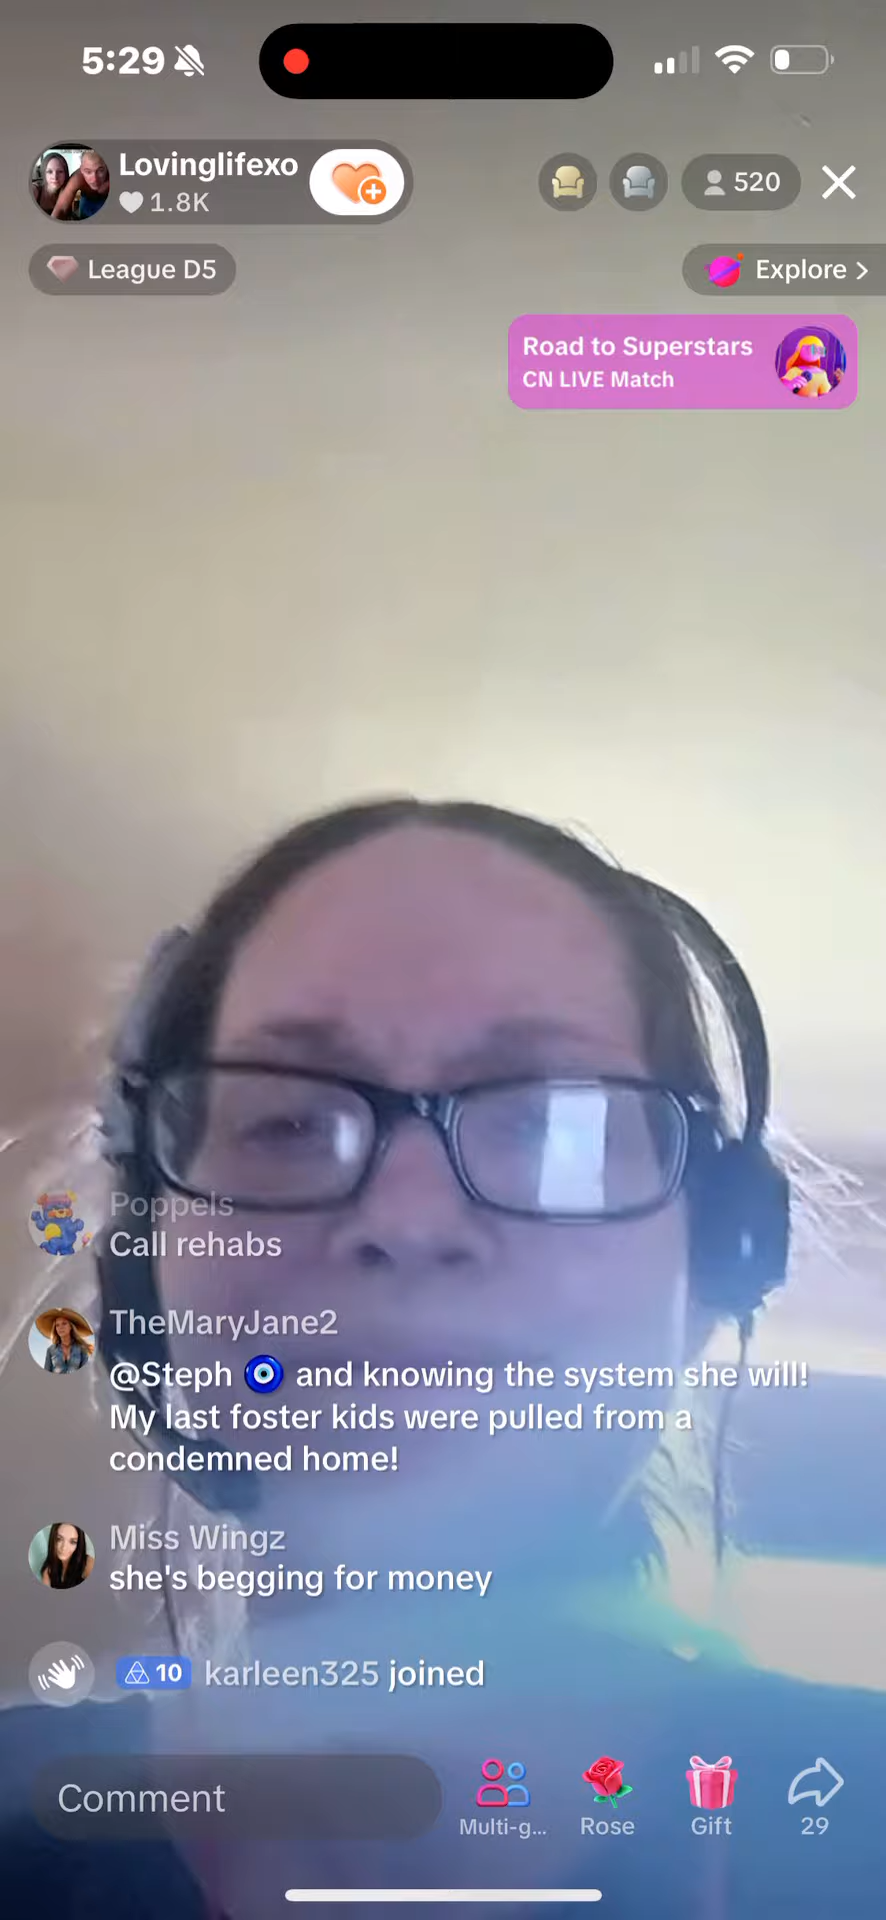 5:29
Lovinglifexo
1.8K
520
League D5
Explore >
Road to Superstars
CN LIVE Match
Poppels
Call rehabs
TheMaryJane2
@Steph 🧿 and knowing the system she will!
My last foster kids were pulled from a
condemned home!
Miss Wingz
she's begging for money
10 karleen325 joined
Comment
Multi-g...
Rose
Gift
29